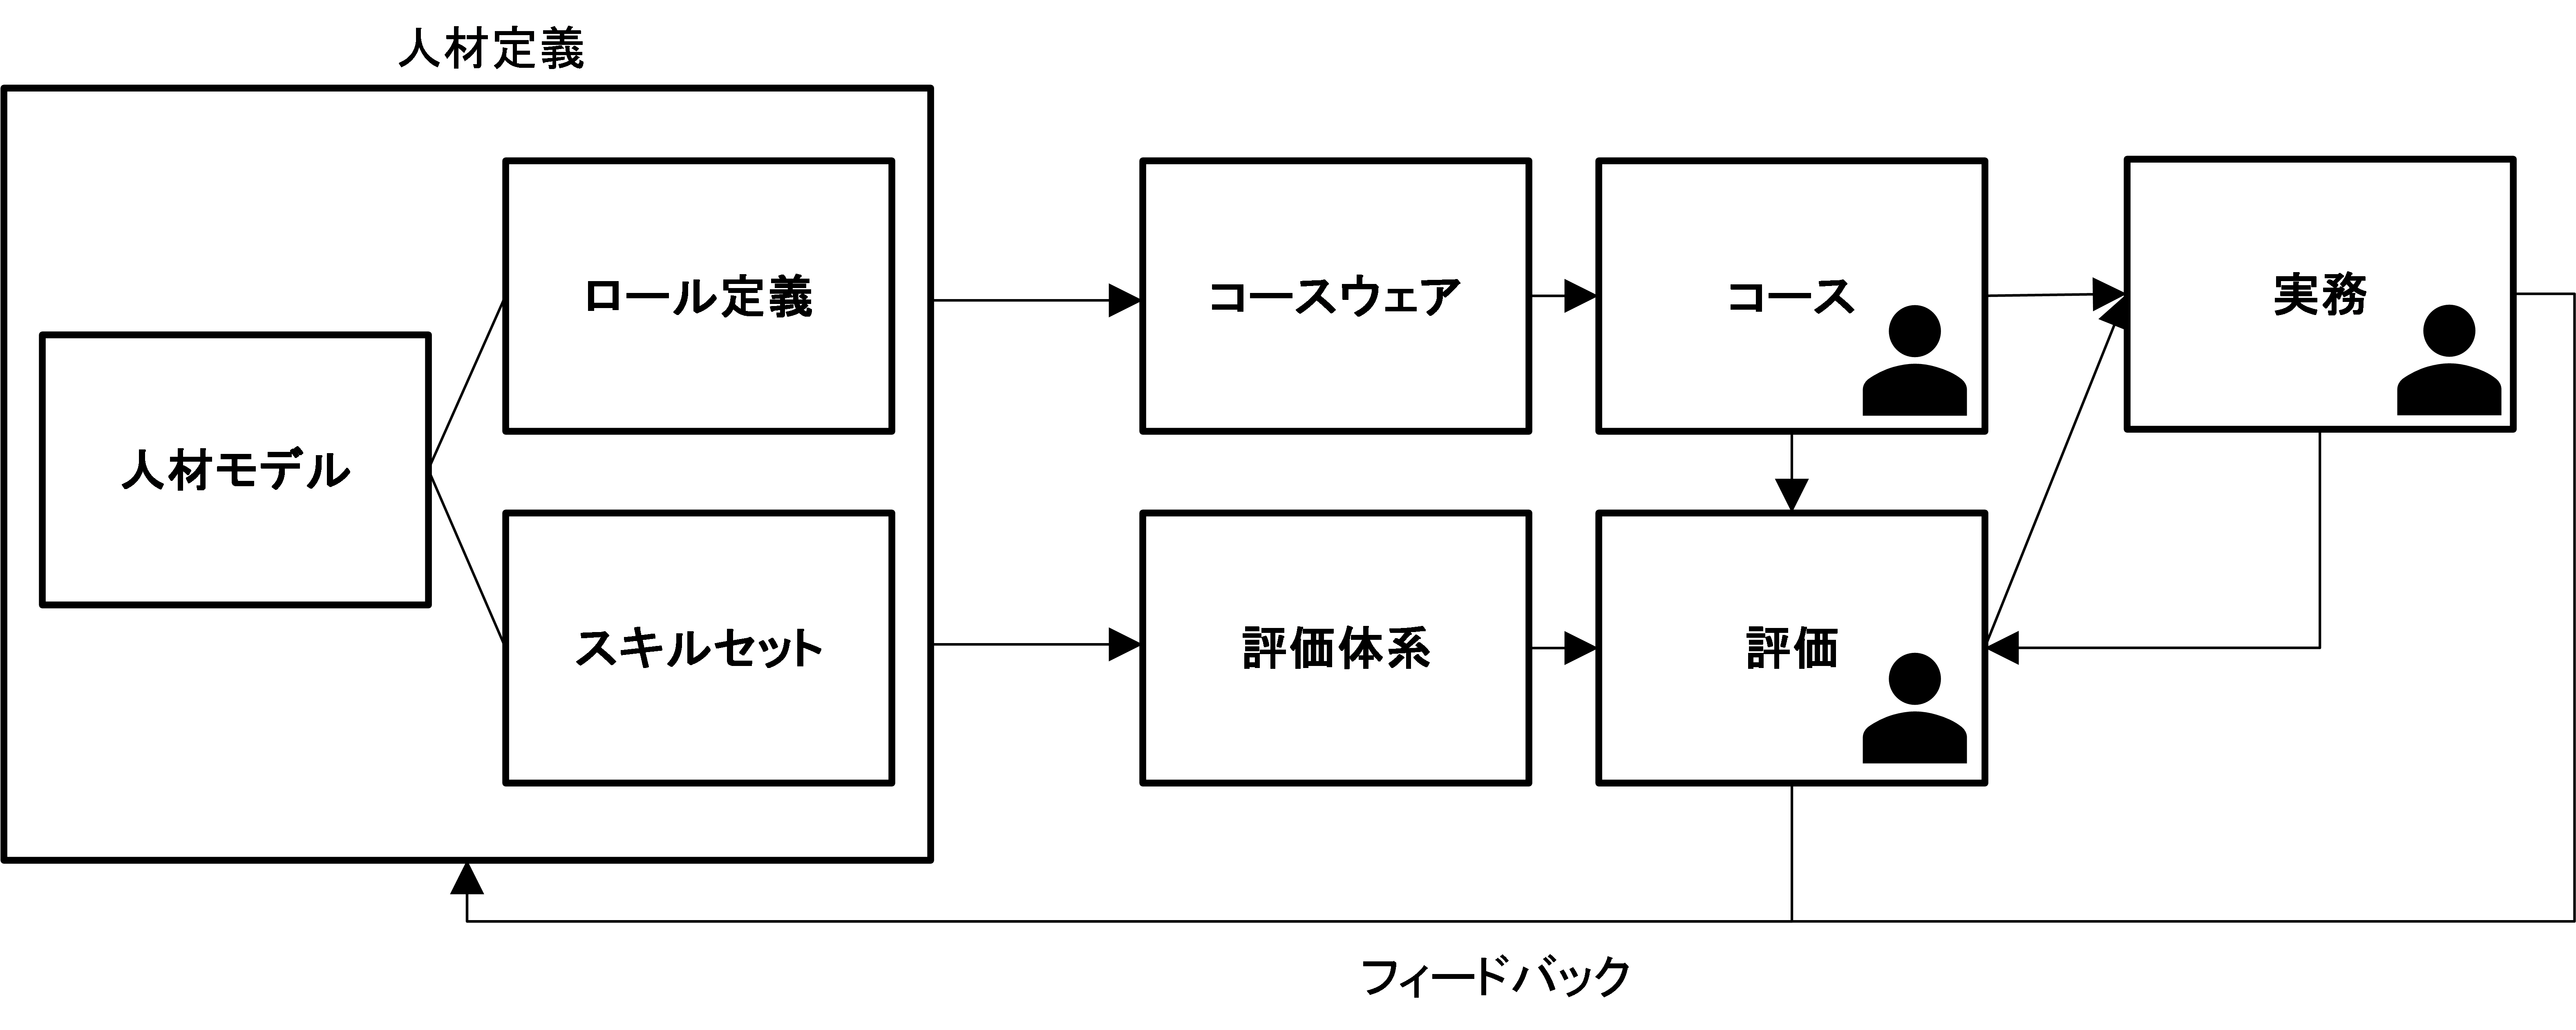 人材定義
ロール定義
コースウェア
コース
実務
人材モデル
スキルセット
評価体系
評価
フィードバック